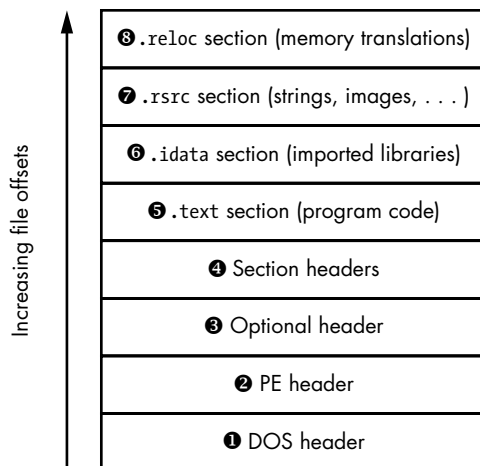 Increasing file offsets
❽ .reloc section (memory translations)
❼ .rsrc section (strings, images, . . . )
❻ .idata section (imported libraries)
❺ .text section (program code)
❹ Section headers
❸ Optional header
❷ PE header
❶ DOS header